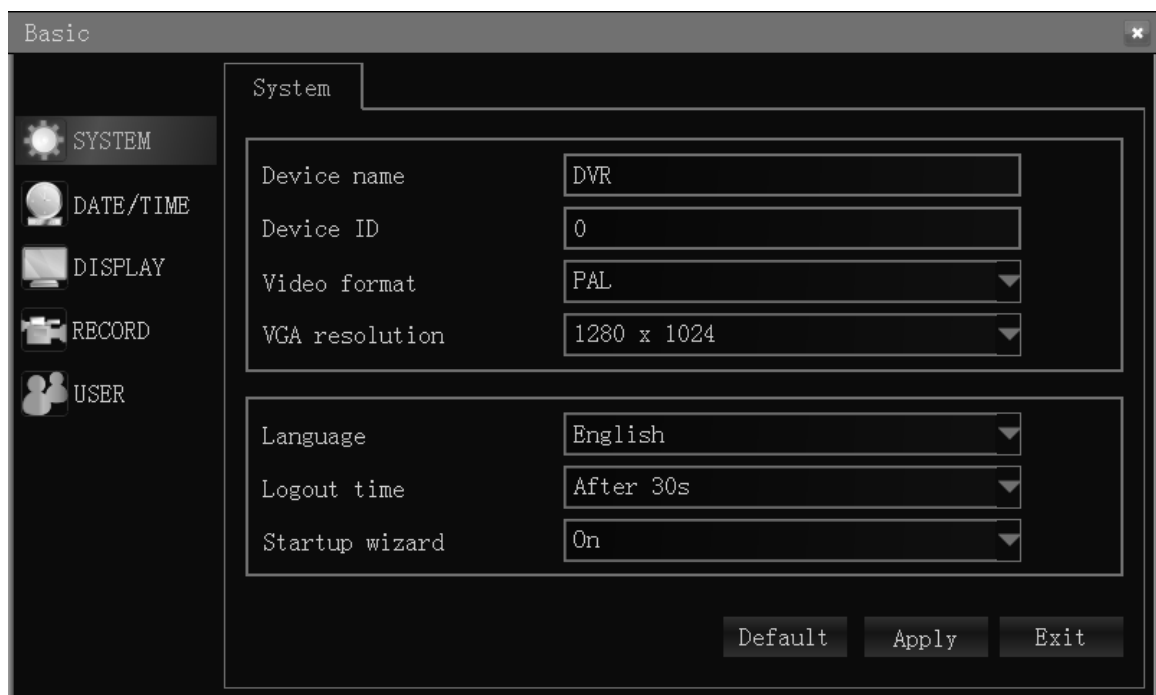 Basic
System
SYSTEM
DATE/TIME
DISPLAY
RECORD
USER
Device name DVR
Device ID 0
Video format PAL
VGA resolution 1280 x 1024
Language English
Logout time After 30s
Startup wizard On
Default Apply Exit